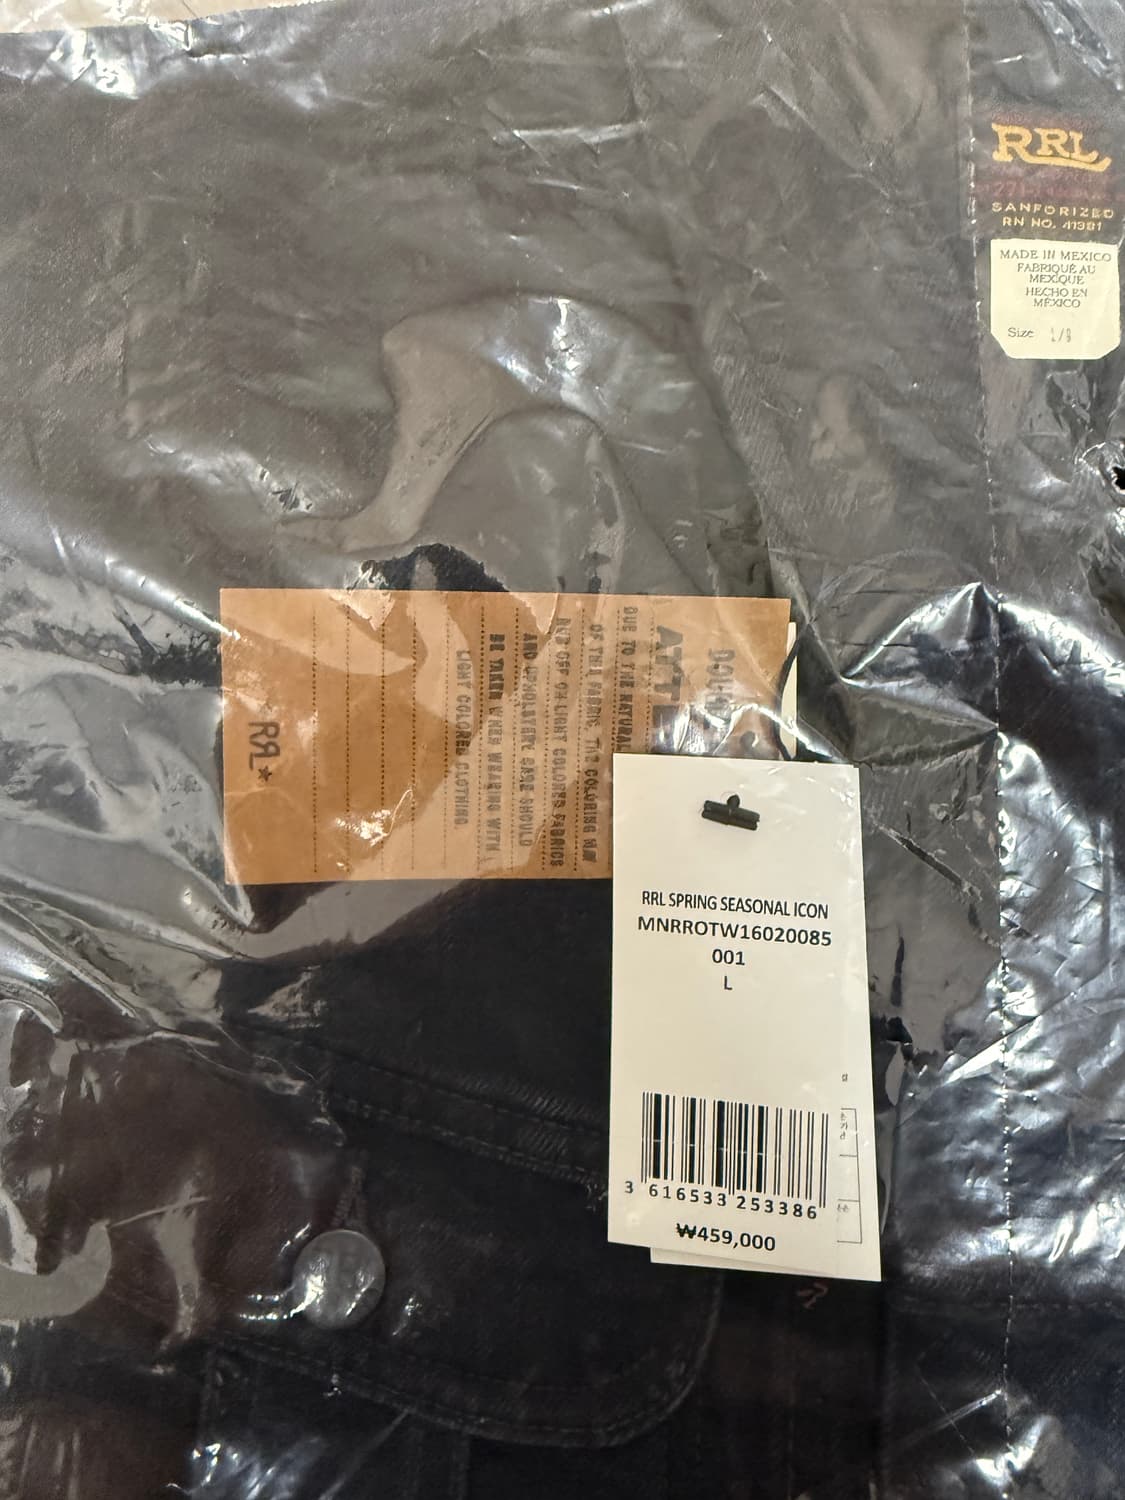 RRL
SANFORIZED
RN NO. 41381
MADE IN MEXICO
FABRIQUÉ AU
MEXIQUE
HECHO EN
MÉXICO
Size
DUE TO THE NATURAL
OF THIS FABRIC, THE COLORING MAY
RUB OFF ON LIGHT COLORED FABRICS
AND UPHOLSTERY. CARE SHOULD
BE TAKEN WHEN WEARING WITH
LIGHT COLORED CLOTHING.
RRL
RRL SPRING SEASONAL ICON
MNRROTW16020085
001
L
3 616533 253386
₩459,000